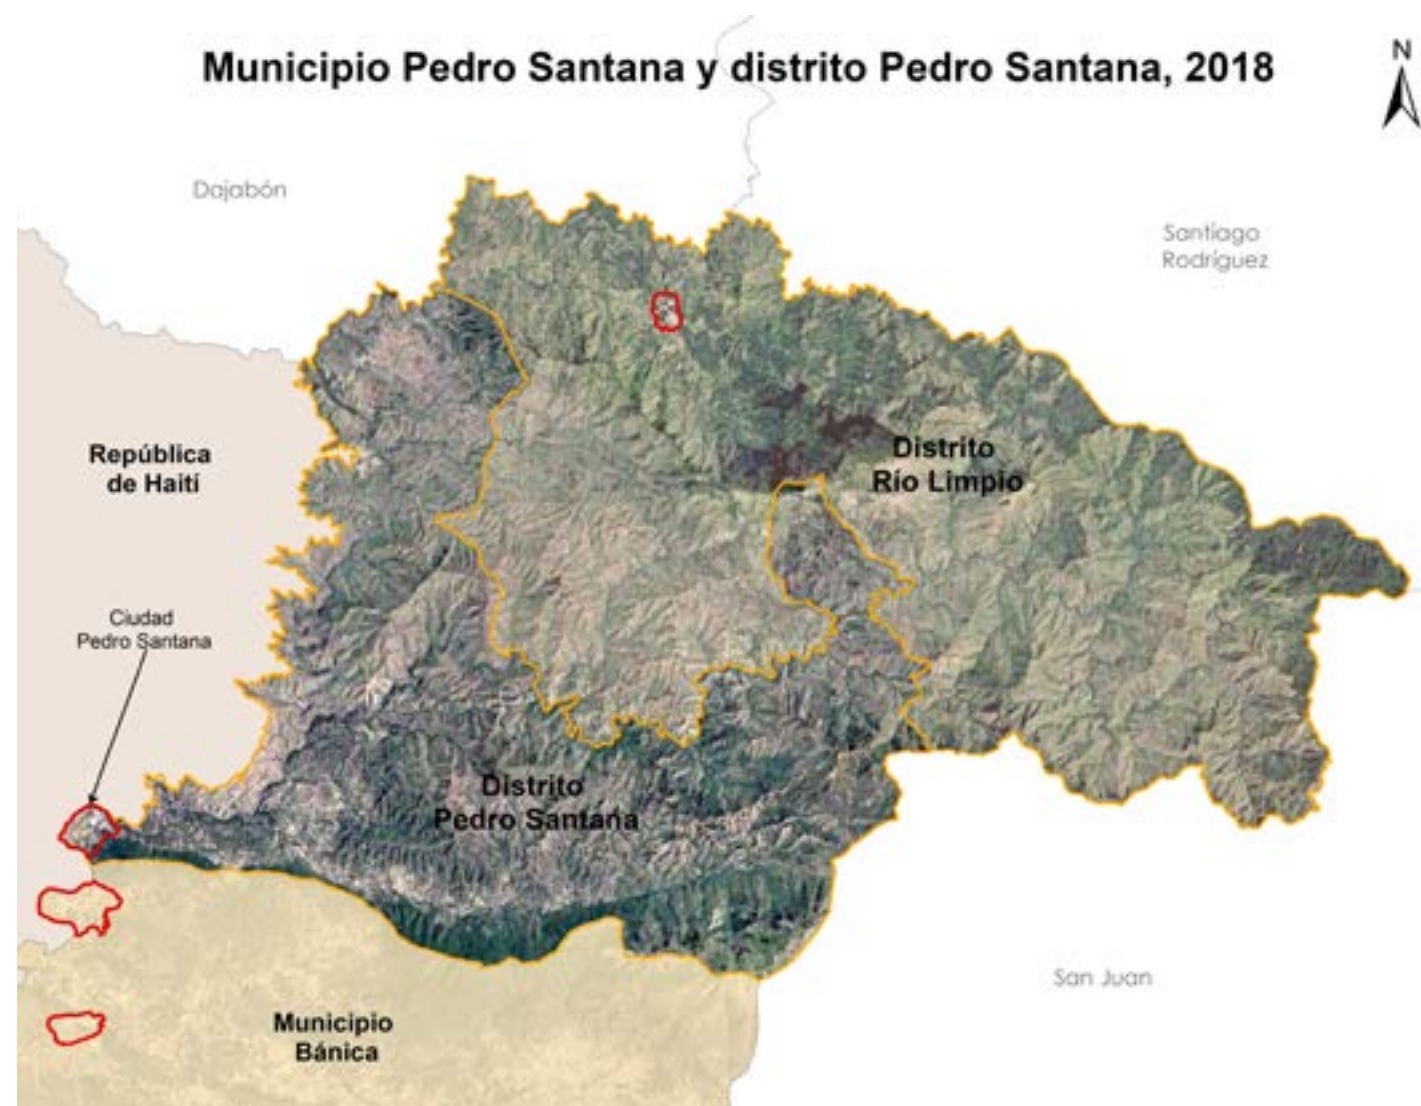 Municipio Pedro Santana y distrito Pedro Santana, 2018
N
Dajabón
Santiago
Rodríguez
República
de Haití
Distrito
Río Limpio
Ciudad
Pedro Santana
Distrito
Pedro Santana
San Juan
Municipio
Bánica